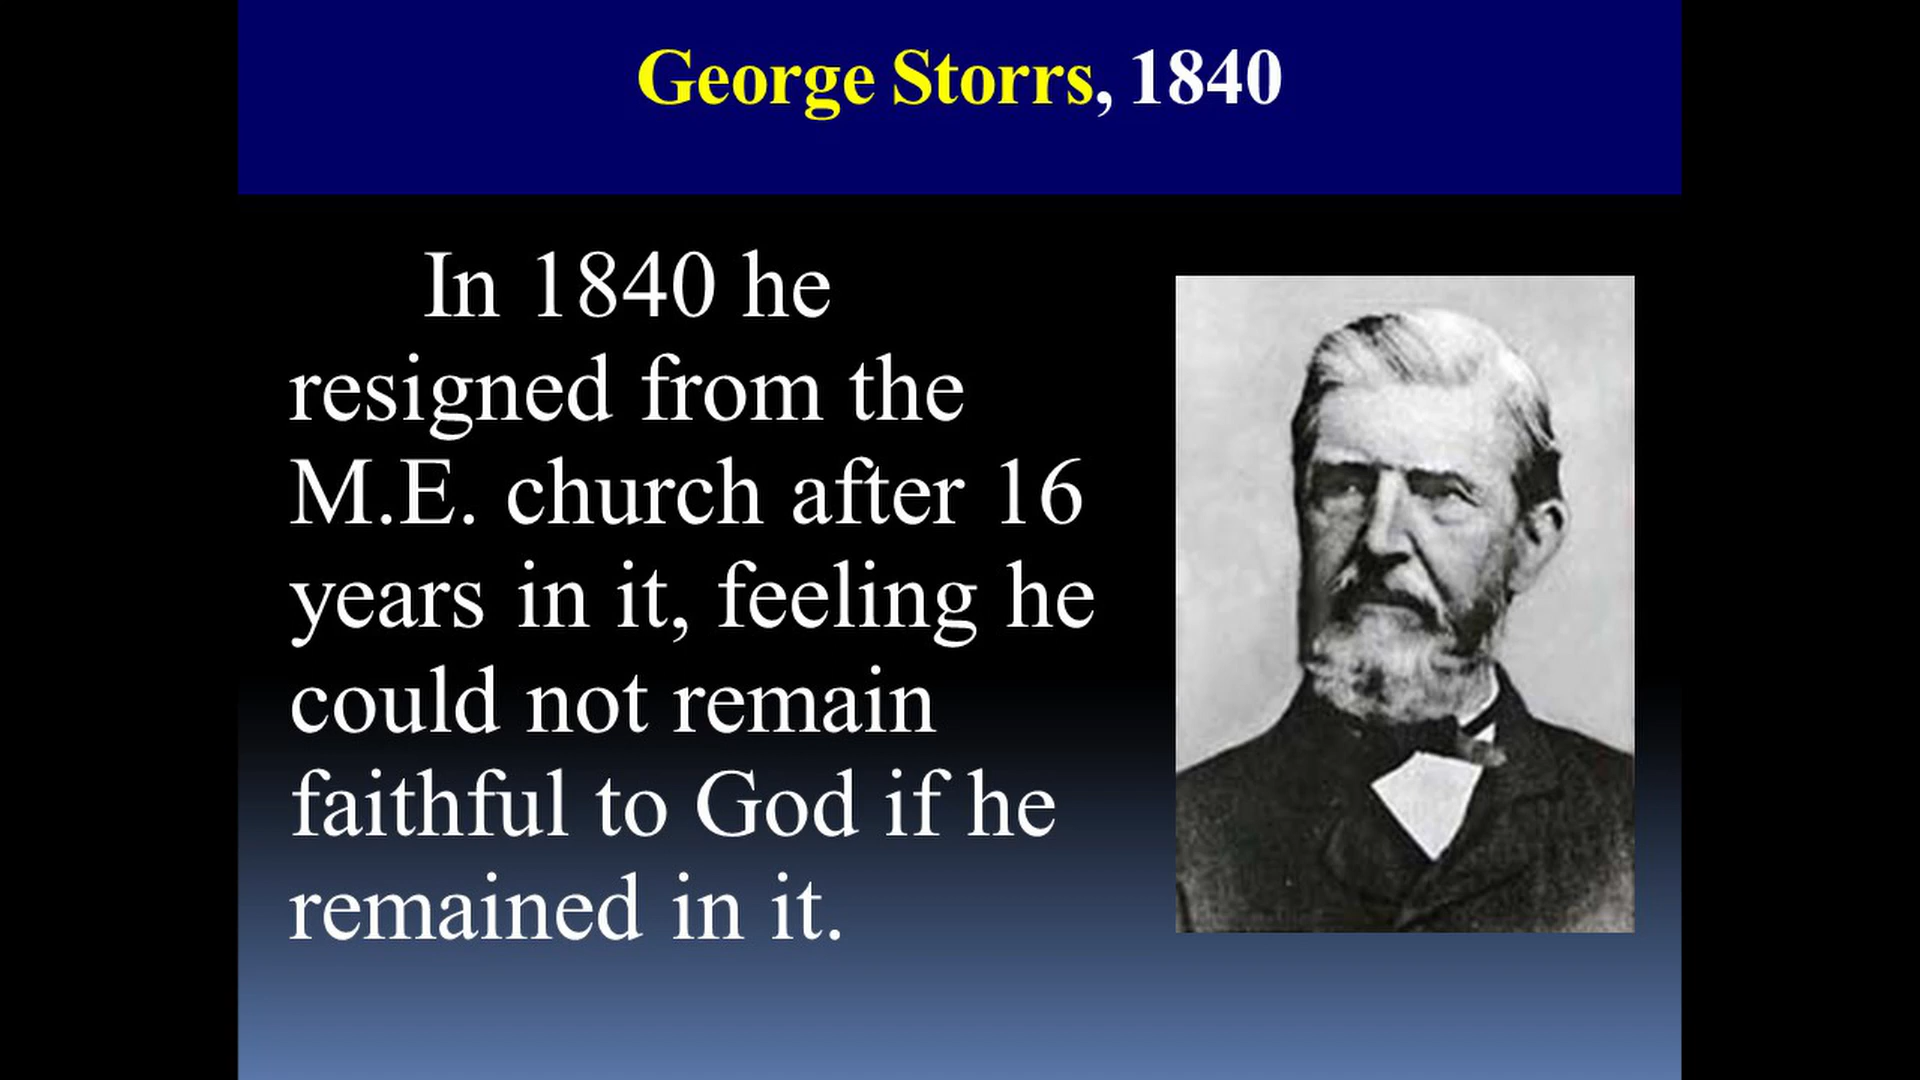 George Storrs, 1840
In 1840 he
resigned from the
M.E. church after 16
years in it, feeling he
could not remain
faithful to God if he
remained in it.